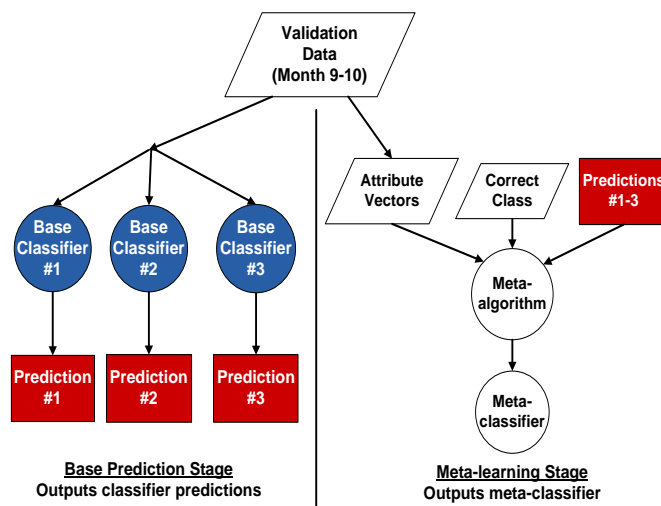 Validation
Data
(Month 9-10)
Attribute
Vectors
Correct
Class
Predictions
#1-3
Base
Classifier
#1
Base
Classifier
#2
Base
Classifier
#3
Meta-
algorithm
Prediction
#1
Prediction
#2
Prediction
#3
Meta-
classifier
Base Prediction Stage
Outputs classifier predictions
Meta-learning Stage
Outputs meta-classifier